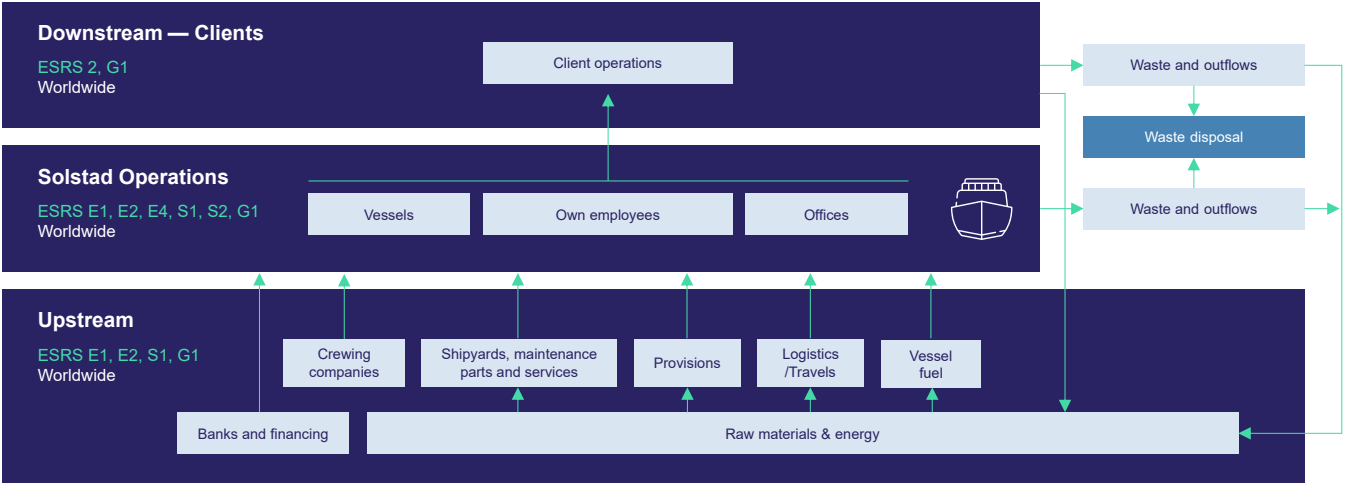 Downstream — Clients
ESRS 2, G1
Worldwide
Client operations
Waste and outflows
Waste disposal
Solstad Operations
ESRS E1, E2, E4, S1, S2, G1
Worldwide
Vessels
Own employees
Offices
Waste and outflows
Upstream
ESRS E1, E2, S1, G1
Worldwide
Crewing
companies
Shipyards, maintenance
parts and services
Provisions
Logistics
/Travels
Vessel
fuel
Banks and financing
Raw materials & energy